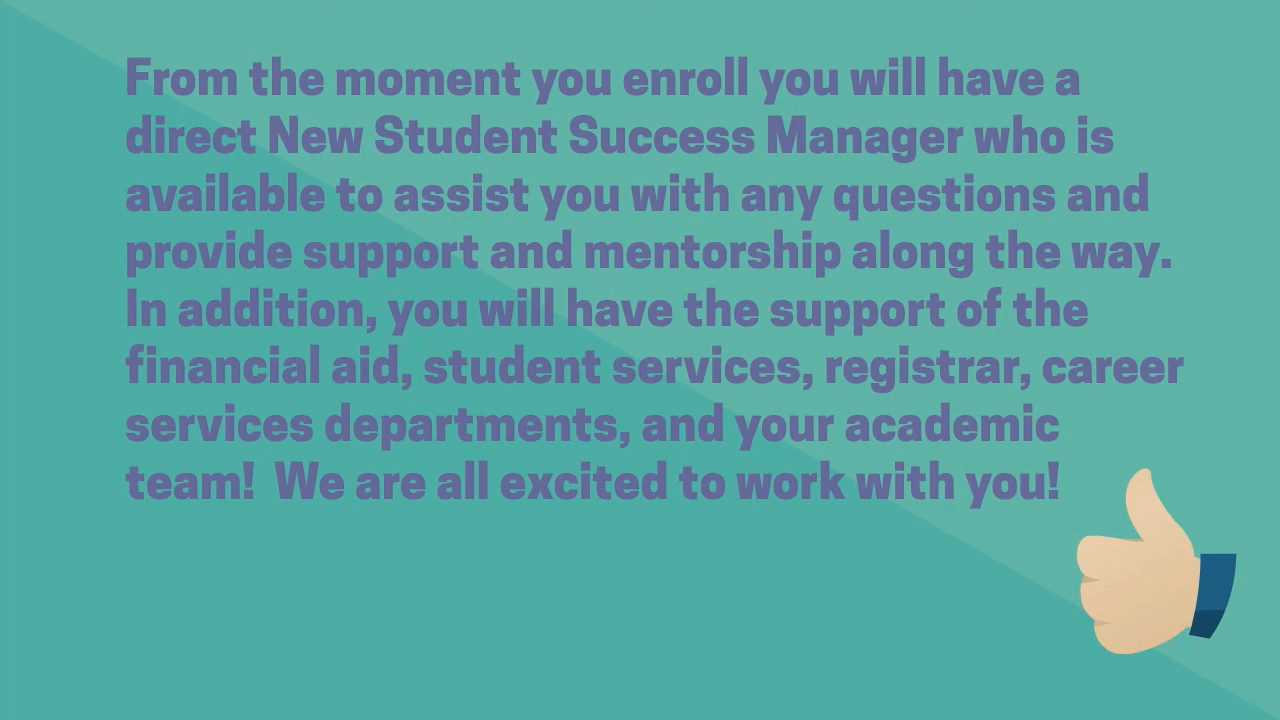 From the moment you enroll you will have a
direct New Student Success Manager who is
available to assist you with any questions and
provide support and mentorship along the way.
In addition, you will have the support of the
financial aid, student services, registrar, career
services departments, and your academic
team!  We are all excited to work with you!